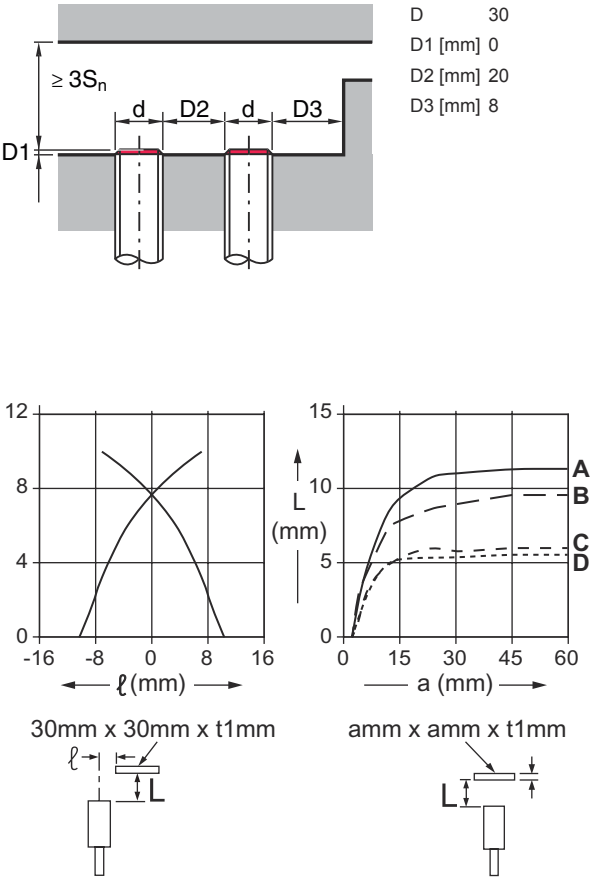 D 30
D1 [mm] 0
D2 [mm] 20
D3 [mm] 8
≥ 3Sn
d D2 d D3
D1
12
8
4
0
-16 -8 0 8 16
ℓ (mm)
L
(mm)
15
10
5
0
0 15 30 45 60
a (mm)
A
B
C
D
30mm x 30mm x t1mm
ℓ
L
amm x amm x t1mm
L